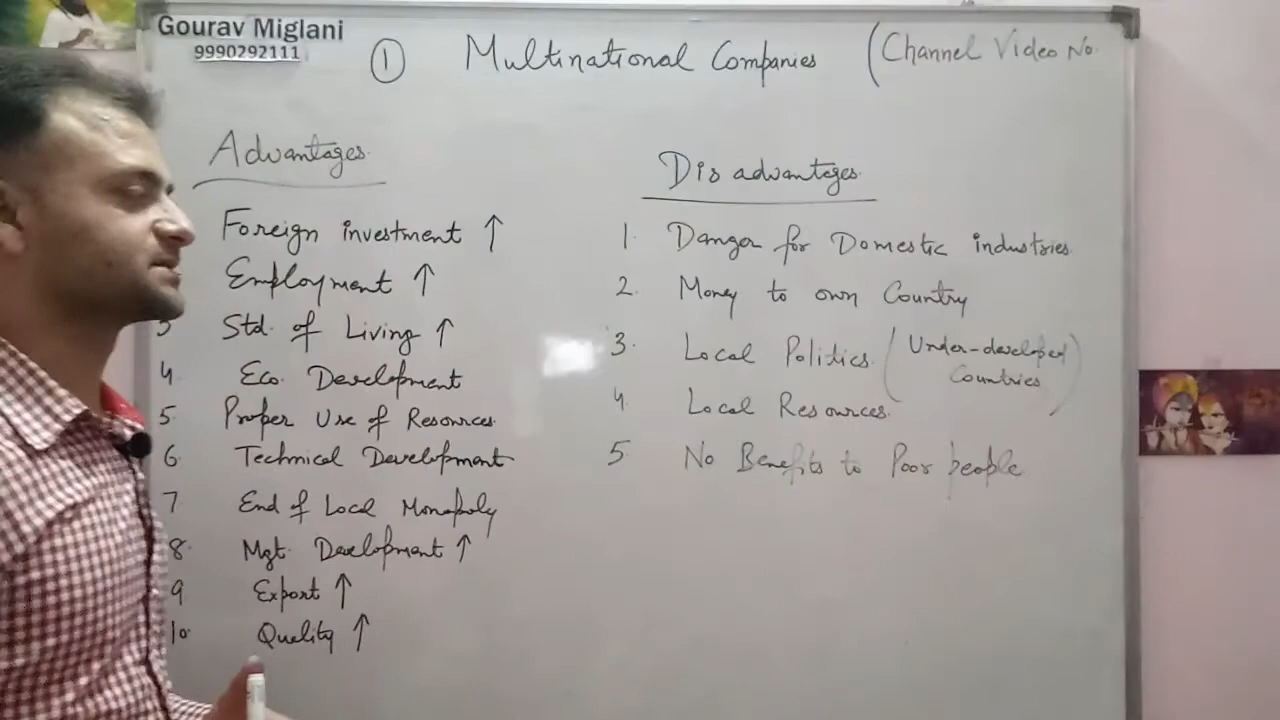 Gourav Miglani
9990292111
① Multinational Companies (Channel Video No.
Advantages
Foreign investment ↑
Employment ↑
3 Std. of Living ↑
4 Eco. Development
5 Proper Use of Resources
6 Technical Development
7 End of Local Monopoly
8. Mgt. Development ↑
9 Export ↑
10 Quality ↑
Disadvantages
1. Danger for Domestic industries
2. Money to own Country
3. Local Politics (Under-developed
Countries)
4. Local Resources
5 No Benefits to Poor people